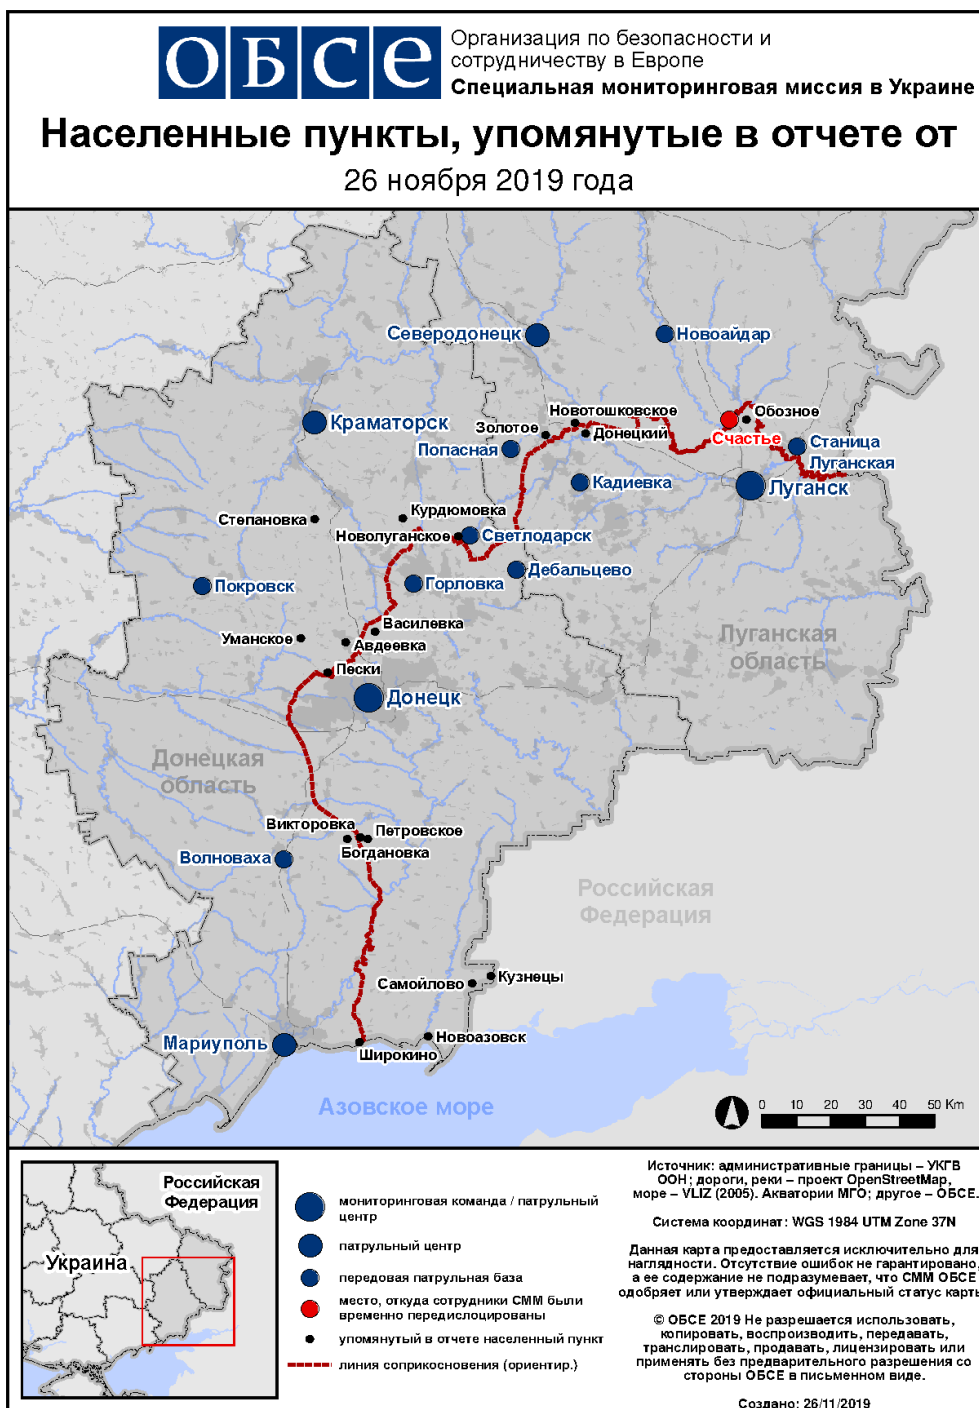 ОБСЕ
Организация по безопасности и
сотрудничеству в Европе
Специальная мониторинговая миссия в Украине
Населенные пункты, упомянутые в отчете от
26 ноября 2019 года
Северодонецк
Новоайдар
Краматорск
Новотошковское
Обозное
Золотое
Донецкий
Счастье
Попасная
Станица
Луганская
Кадиевка
Луганск
Степановка
Курдюмовка
Новолуганское
Светлодарск
Покровск
Горловка
Дебальцево
Василевка
Уманское
Авдеевка
Луганская
область
Пески
Донецк
Донецкая
область
Викторовка
Петровское
Богдановка
Волноваха
Российская
Федерация
Самойлово
Кузнецы
Мариуполь
Новоазовск
Широкино
Азовское море
0 10 20 30 40 50 Km
Российская
Федерация
Украина
мониторинговая команда / патрульный
центр
патрульный центр
передовая патрульная база
место, откуда сотрудники СММ были
временно передислоцированы
упомянутый в отчете населенный пункт
линия соприкосновения (ориентир.)
Источник: административные границы – УКГВ
ООН; дороги, реки – проект OpenStreetMap,
море – VLIZ (2005). Акватории МГО; другое – ОБСЕ.
Система координат: WGS 1984 UTM Zone 37N
Данная карта предоставляется исключительно для
наглядности. Отсутствие ошибок не гарантировано,
а ее содержание не подразумевает, что СММ ОБСЕ
одобряет или утверждает официальный статус карты
© ОБСЕ 2019 Не разрешается использовать,
копировать, воспроизводить, передавать,
транслировать, продавать, лицензировать или
применять без предварительного разрешения со
стороны ОБСЕ в письменном виде.
Создано: 26/11/2019